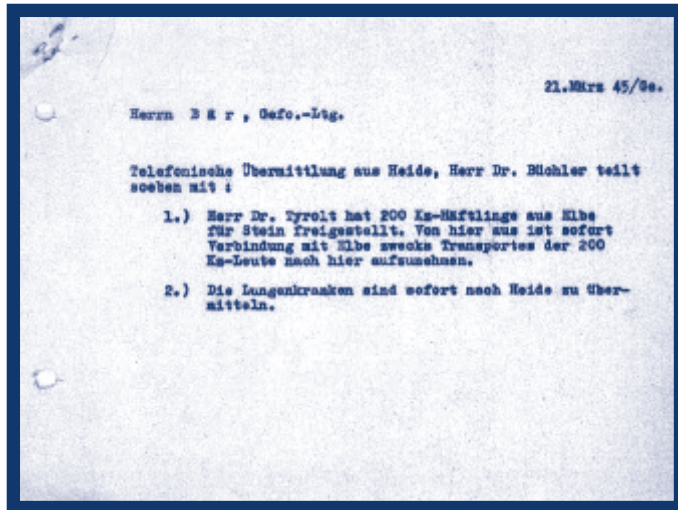 21.März 45/Ge.
Herrn B ä r , Gefo.-Ltg.
Telefonische Übermittlung aus Heide, Herr Dr. Büchler teilt
soeben mit :
1.) Herr Dr. Tyrolt hat 200 Kz-Häftlinge aus Elbe
für Stein freigestellt. Von hier aus ist sofort
Verbindung mit Elbe zwecks Transportes der 200
Kz-Leute nach hier aufzunehmen.
2.) Die Lungenkranken sind sofort nach Heide zu über-
mitteln.